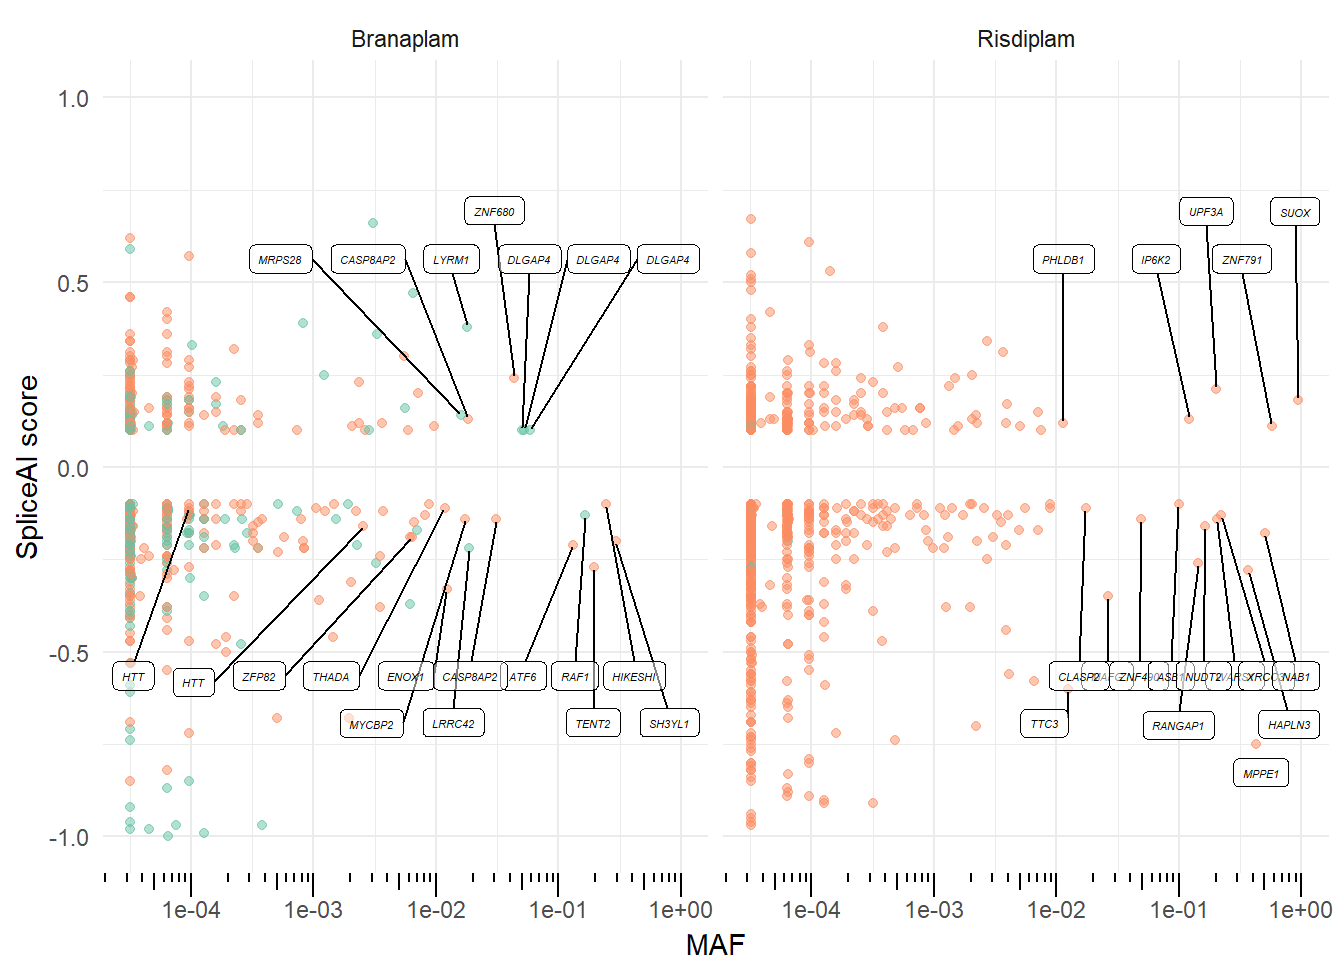 Branaplam
Risdiplam
SpliceAI score
1.0
0.5
0.0
-0.5
-1.0
ZNF680
MRPS28
CASP8AP2
LYRM1
DLGAP4
DLGAP4
DLGAP4
HTT
HTT
ZFP82
THADA
ENOX1
CASP8AP2
ATF6
RAF1
HIKESHI
MYCBP2
LRRC42
TENT2
SH3YL1
UPF3A
SUOX
PHLDB1
IP6K2
ZNF791
CLASP2
ZNF490
NUDT2
XRCC3
NAB1
TTC3
RANGAP1
HAPLN3
MPPE1
1e-04
1e-03
1e-02
1e-01
1e+00
1e-04
1e-03
1e-02
1e-01
1e+00
MAF